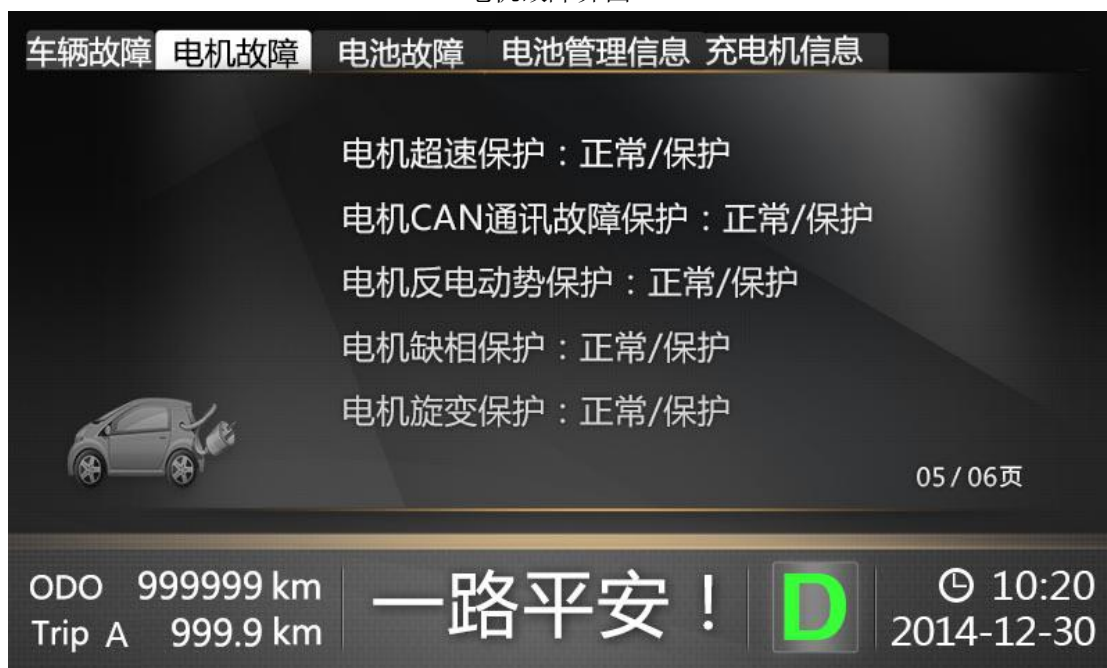 车辆故障 电机故障 电池故障 电池管理信息 充电机信息
电机超速保护：正常/保护
电机CAN通讯故障保护：正常/保护
电机反电动势保护：正常/保护
电机缺相保护：正常/保护
电机旋变保护：正常/保护
05/06页
ODO 999999 km
Trip A 999.9 km
一路平安！
D
10:20
2014-12-30